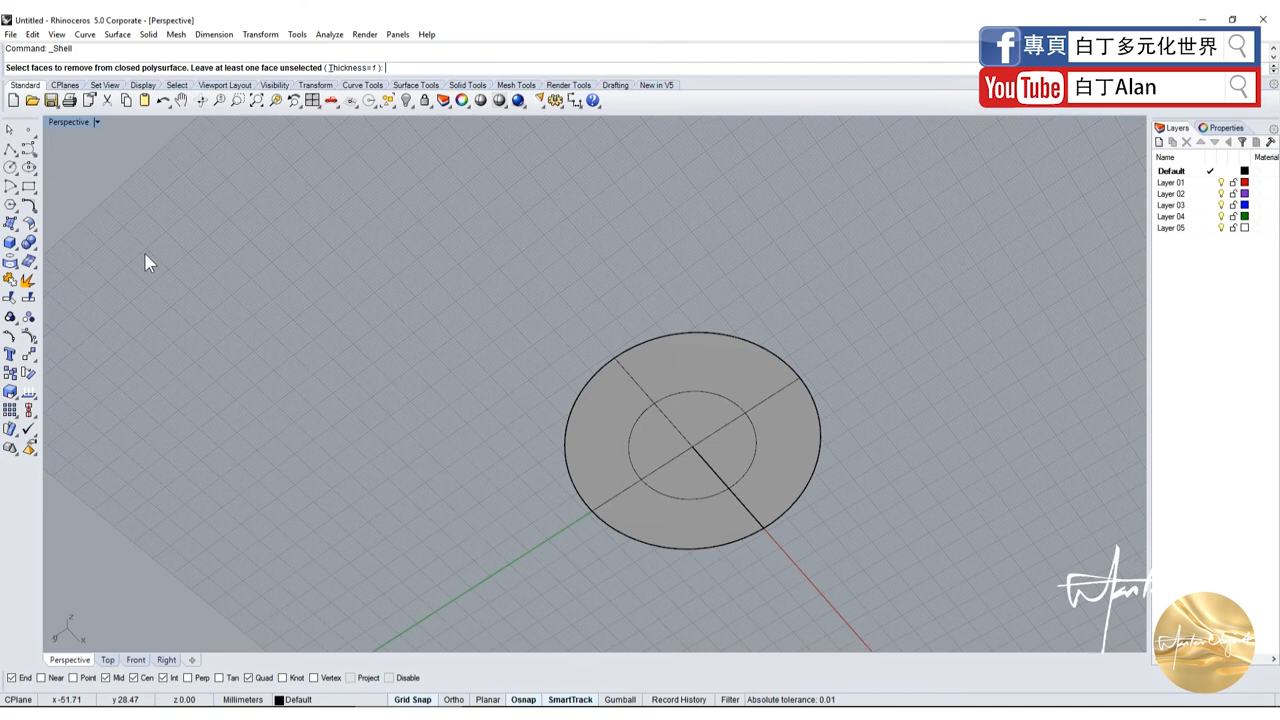 Untitled - Rhinoceros 5.0 Corporate - [Perspective]
File Edit View Curve Surface Solid Mesh Dimension Transform Tools Analyze Render Panels Help
Command: _Shell
Select faces to remove from closed polysurface. Leave at least one face unselected ( Thickness=1 ):
專頁 白丁多元化世界
YouTube 白丁Alan
Standard CPlanes Set View Display Select Viewport Layout Visibility Transform Curve Tools Surface Tools Solid Tools Mesh Tools Render Tools Drafting New in V5
Perspective
Layers Properties
Name Material
Default
Layer 01
Layer 02
Layer 03
Layer 04
Layer 05
z
y x
Perspective Top Front Right
End Near Point Mid Cen Int Perp Tan Quad Knot Vertex Project Disable
CPlane x -51.71 y 28.47 z 0.00 Millimeters Default Grid Snap Ortho Planar Osnap SmartTrack Gumball Record History Filter Absolute tolerance: 0.01